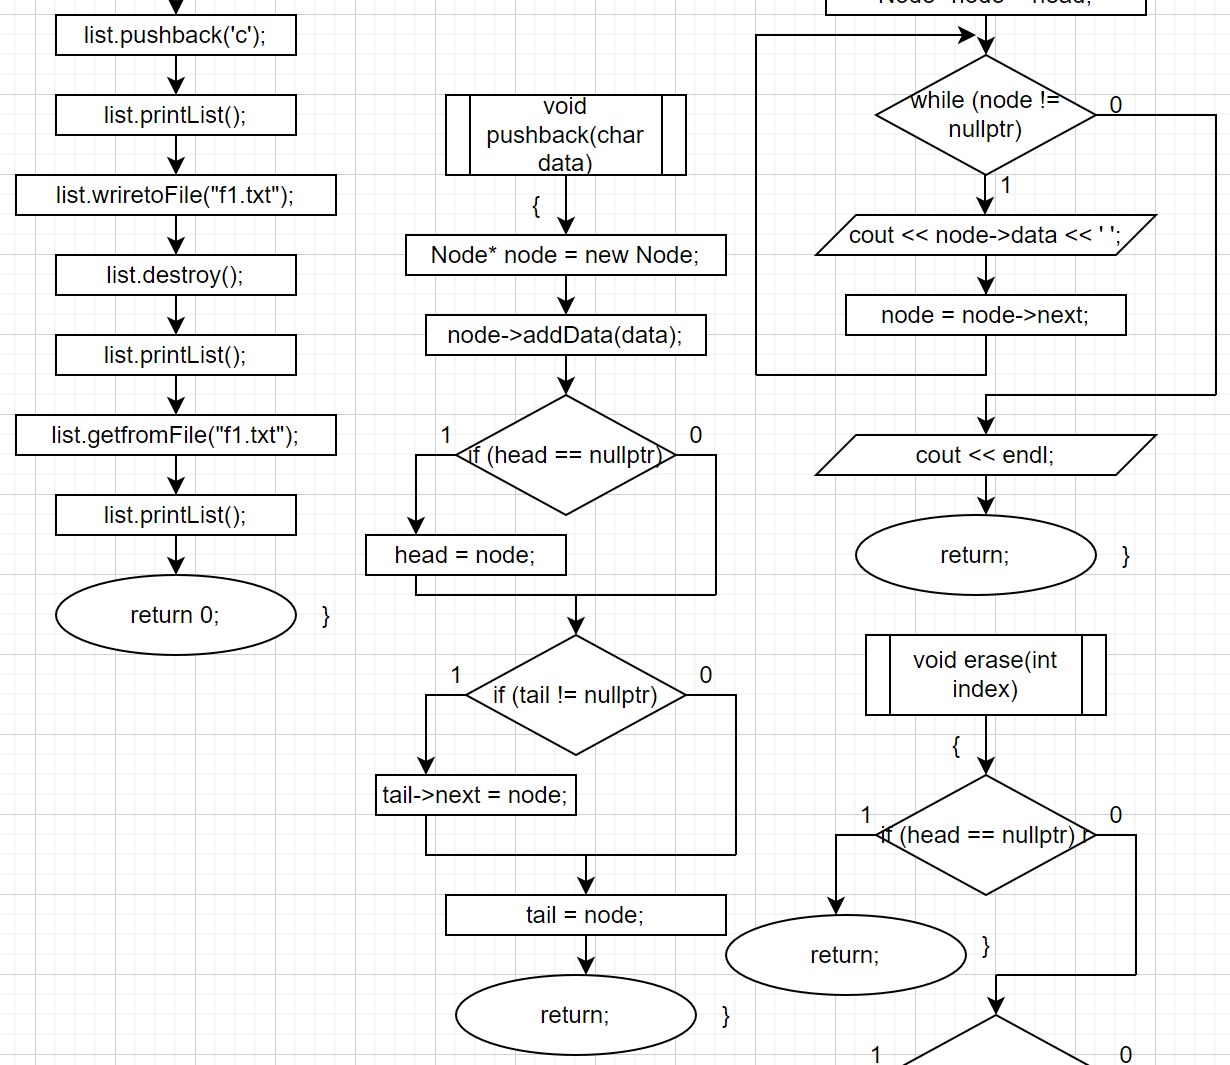 list.pushback('c');
list.printList();
list.wriretoFile("f1.txt");
list.destroy();
list.printList();
list.getfromFile("f1.txt");
list.printList();
return 0;
}
void
pushback(char
data)
{
Node* node = new Node;
node->addData(data);
1
0
if (head == nullptr)
head = node;
1
0
if (tail != nullptr)
tail->next = node;
tail = node;
return;
}
while (node !=
nullptr)
0
1
cout << node->data << ' ';
node = node->next;
cout << endl;
return;
}
void erase(int
index)
{
1
0
if (head == nullptr) r
return;
}
1
0